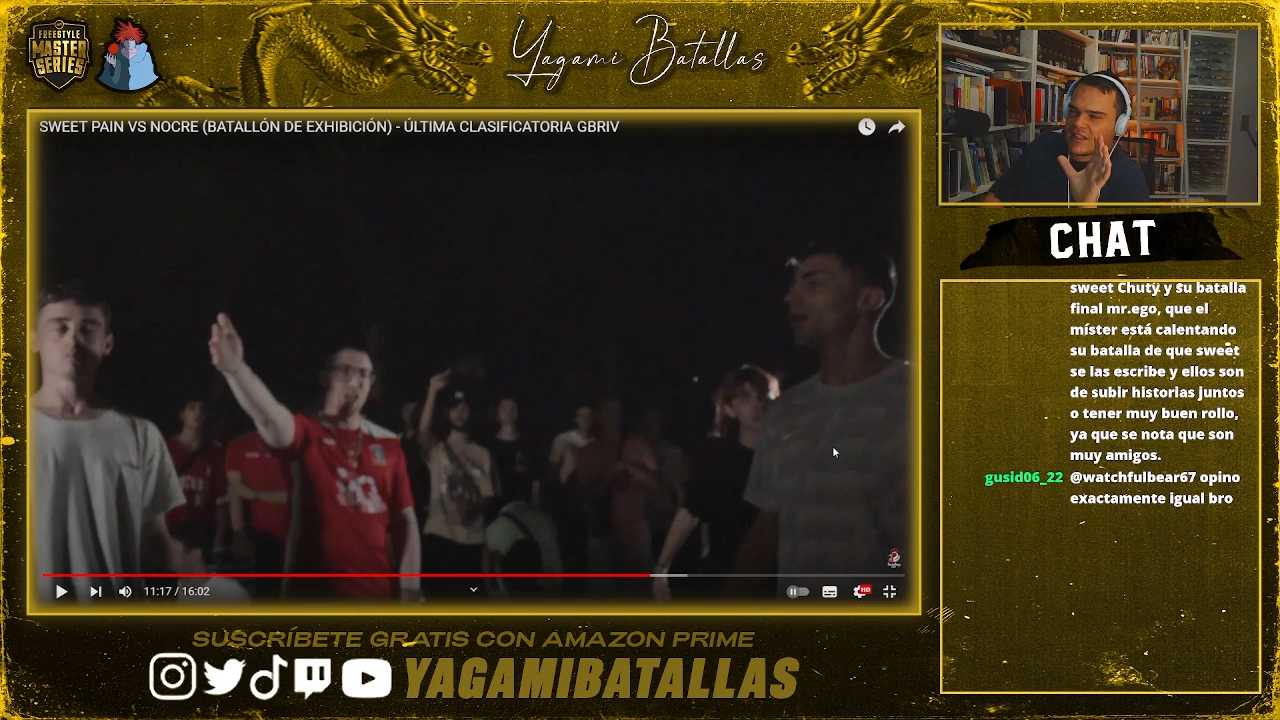 FREESTYLE
MASTER
SERIES
Yagami Batallas
SWEET PAIN VS NOCRE (BATALLÓN DE EXHIBICIÓN) - ÚLTIMA CLASIFICATORIA GBRIV
CHAT
sweet Chuty y su batalla
final mr.ego, que el
míster está calentando
su batalla de que sweet
se las escribe y ellos son
de subir historias juntos
o tener muy buen rollo,
ya que se nota que son
muy amigos.
gusid06_22 @watchfulbear67 opino
exactamente igual bro
11:17 / 16:02
HD
SUSCRÍBETE GRATIS CON AMAZON PRIME
YAGAMIBATALLAS